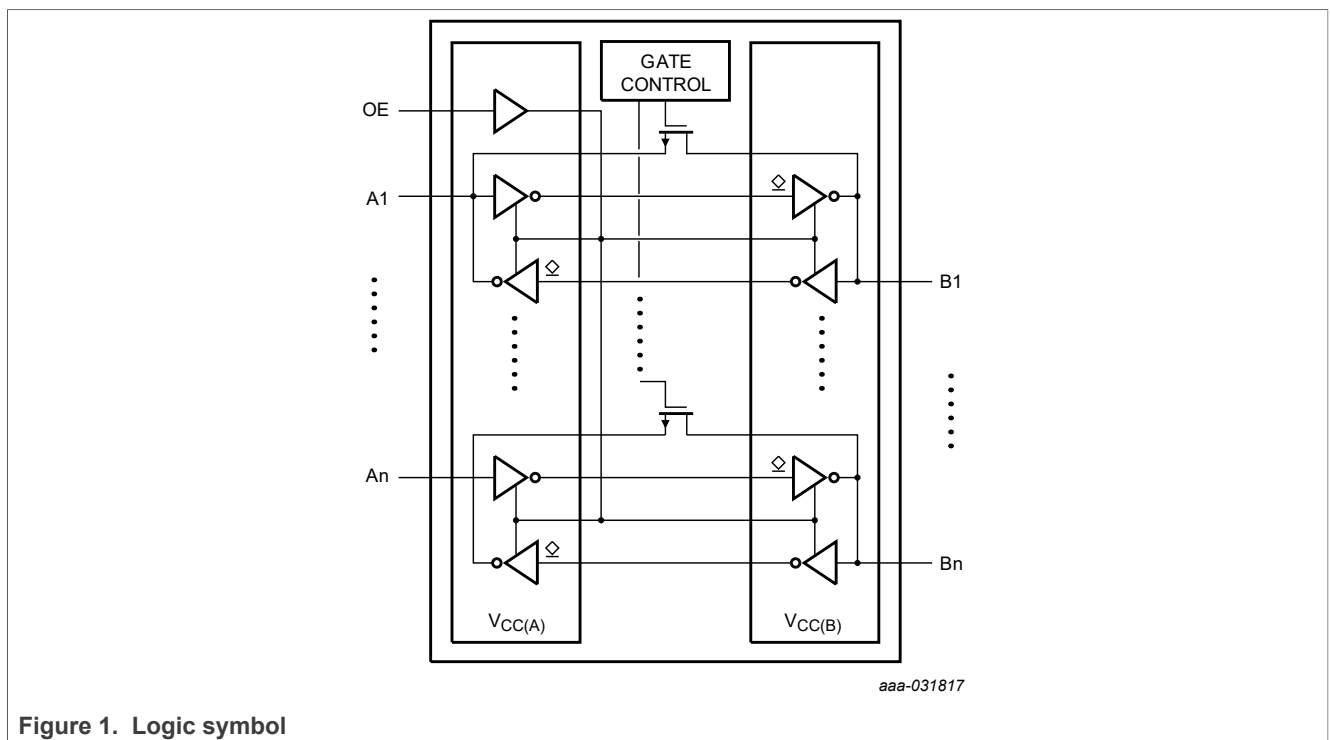 GATE
CONTROL
OE
A1
B1
An
Bn
VCC(A)
VCC(B)
aaa-031817
Figure 1. Logic symbol